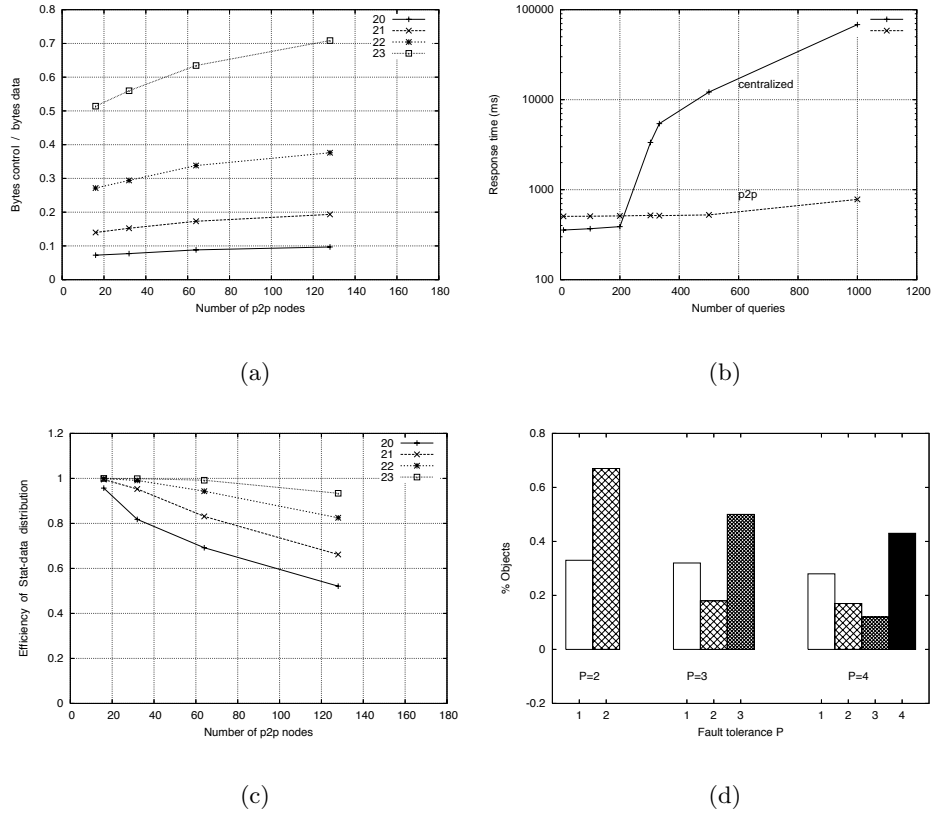 0.8
0.7
0.6
0.5
0.4
0.3
0.2
0.1
0
0 20 40 60 80 100 120 140 160 180
Bytes control / bytes data
Number of p2p nodes
20
21
22
23
(a)
100000
10000
1000
100
0 200 400 600 800 1000 1200
Response time (ms)
Number of queries
centralized
p2p
(b)
1.2
1
0.8
0.6
0.4
0.2
0
0 20 40 60 80 100 120 140 160 180
Efficiency of Stat-data distribution
Number of p2p nodes
20
21
22
23
(c)
0.8
0.6
0.4
0.2
0
-0.2
% Objects
P=2 P=3 P=4
1 2 1 2 3 1 2 3 4
Fault tolerance P
(d)